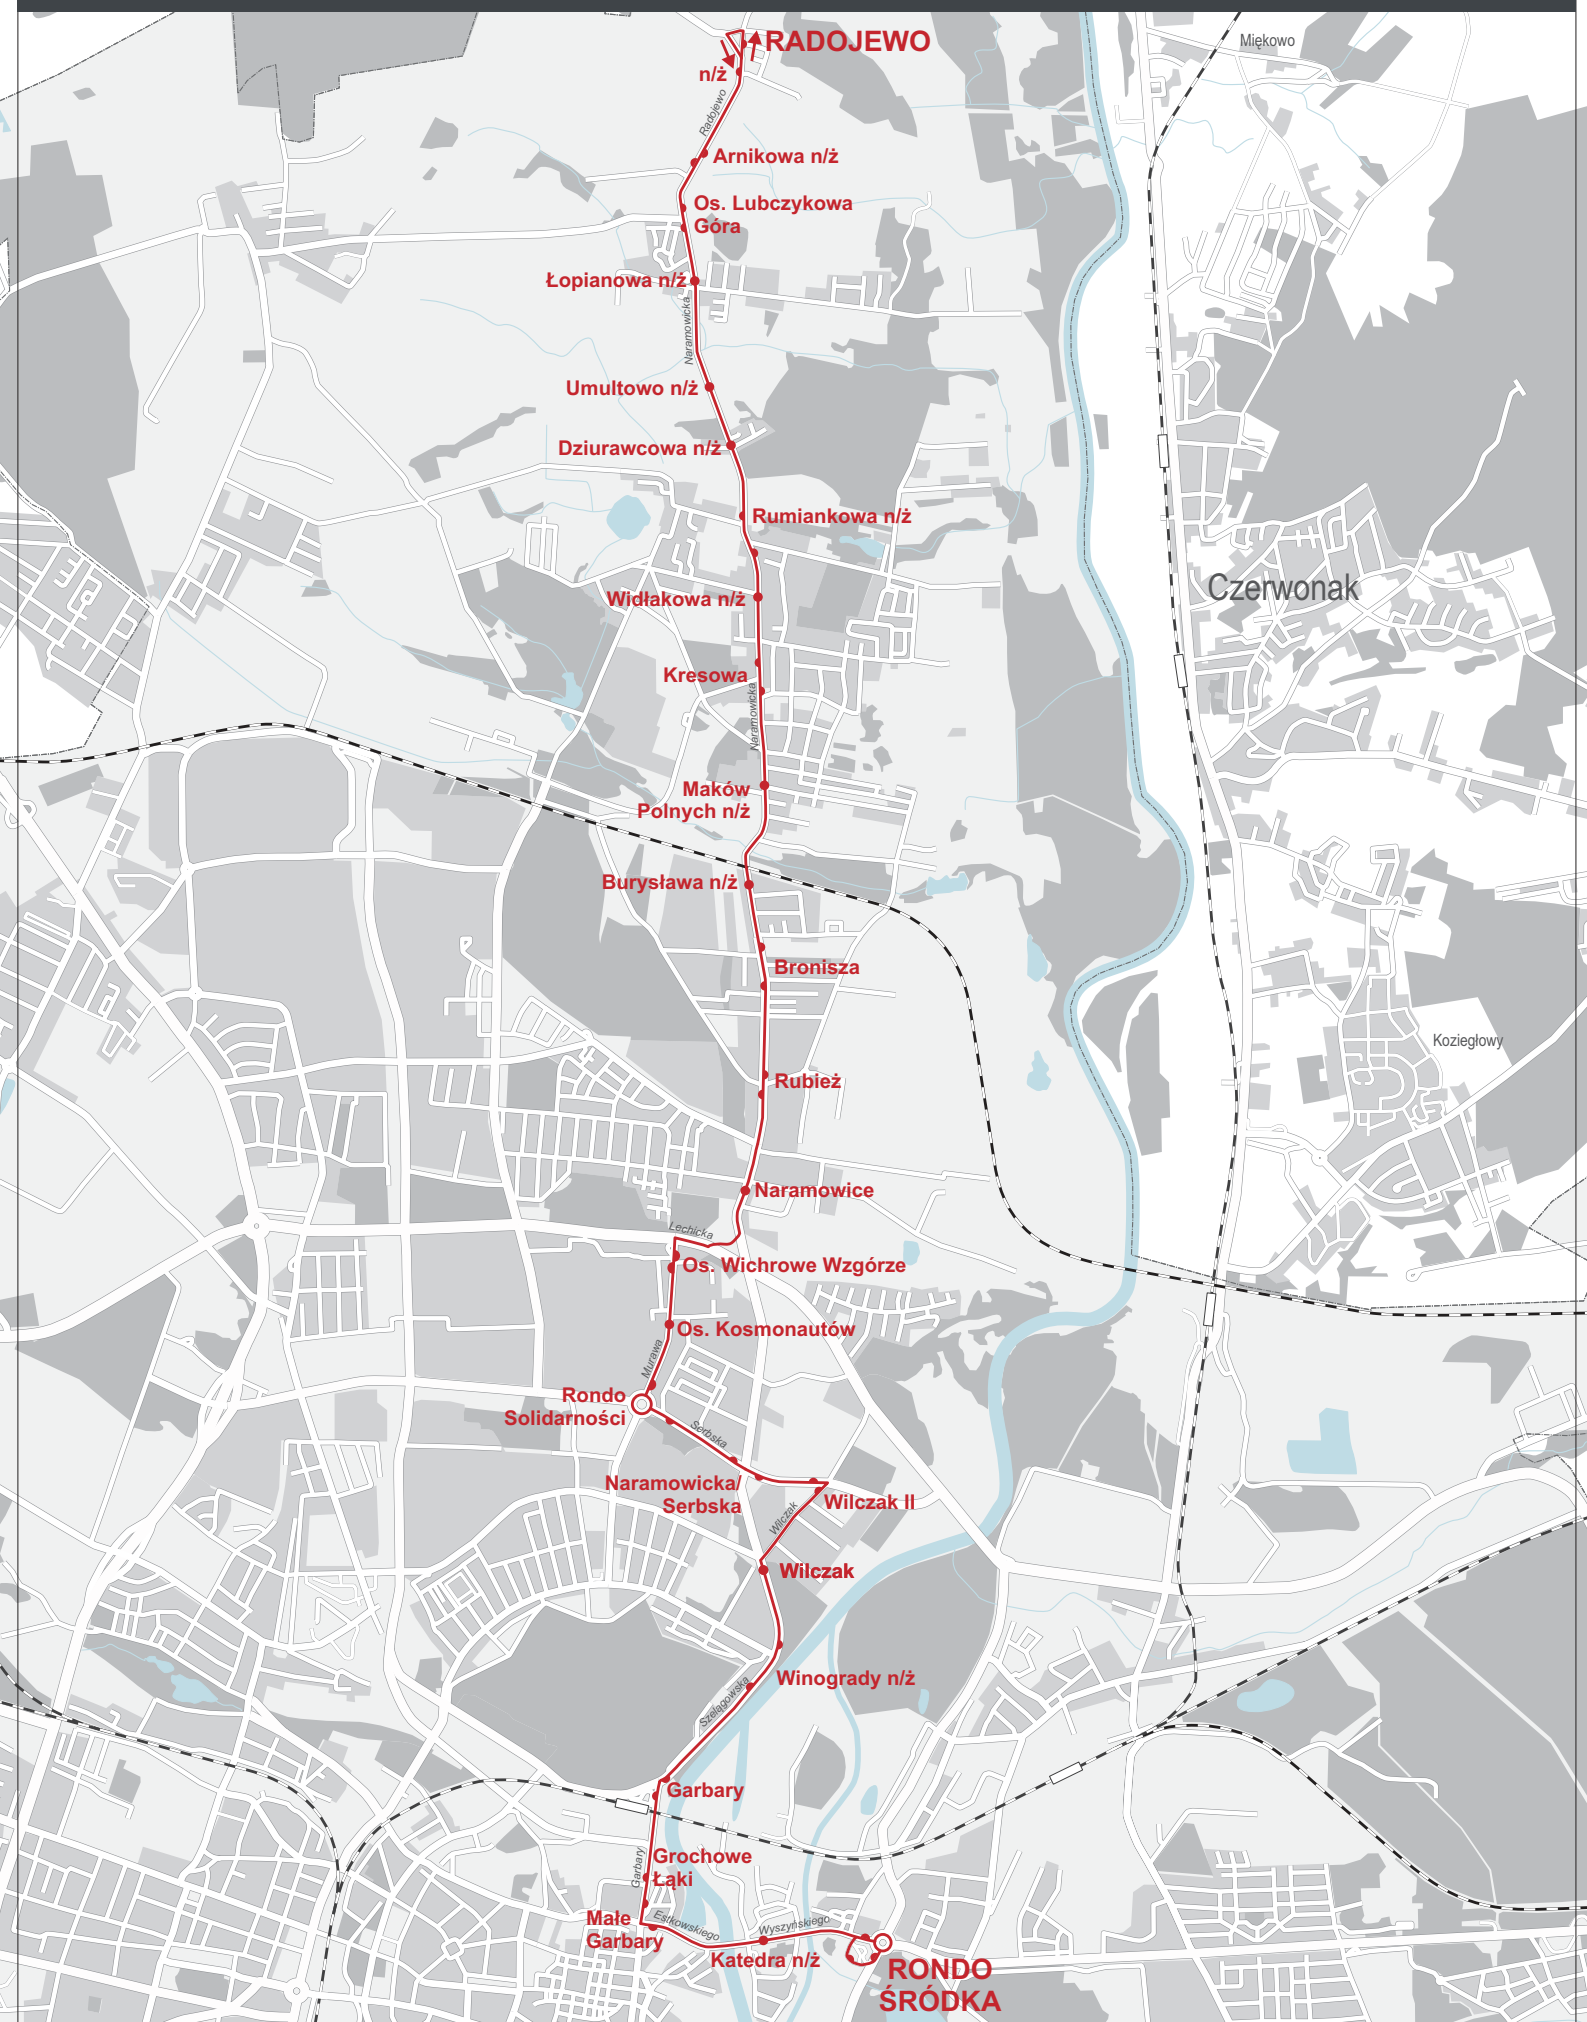 RADOJEWO
Miękowo
n/ż
Radojewo
Arnikowa n/ż
Os. Lubczykowa
Góra
Łopianowa n/ż
Naramowicka
Umultowo n/ż
Dziurawcowa n/ż
Rumiankowa n/ż
Czerwonak
Widłakowa n/ż
Kresowa
Naramowicka
Maków
Polnych n/ż
Burysława n/ż
Bronisza
Koziegłowy
Rubież
Naramowice
Lechicka
Os. Wichrowe Wzgórze
Os. Kosmonautów
Murawa
Rondo
Solidarności
Serbska
Naramowicka/
Serbska
Wilczak II
Wilczak
Wilczak
Winogrady n/ż
Szelągowska
Garbary
Grochowe
Łąki
Garbary
Małe
Garbary
Estkowskiego
Wyszyńskiego
Katedra n/ż
RONDO
ŚRÓDKA